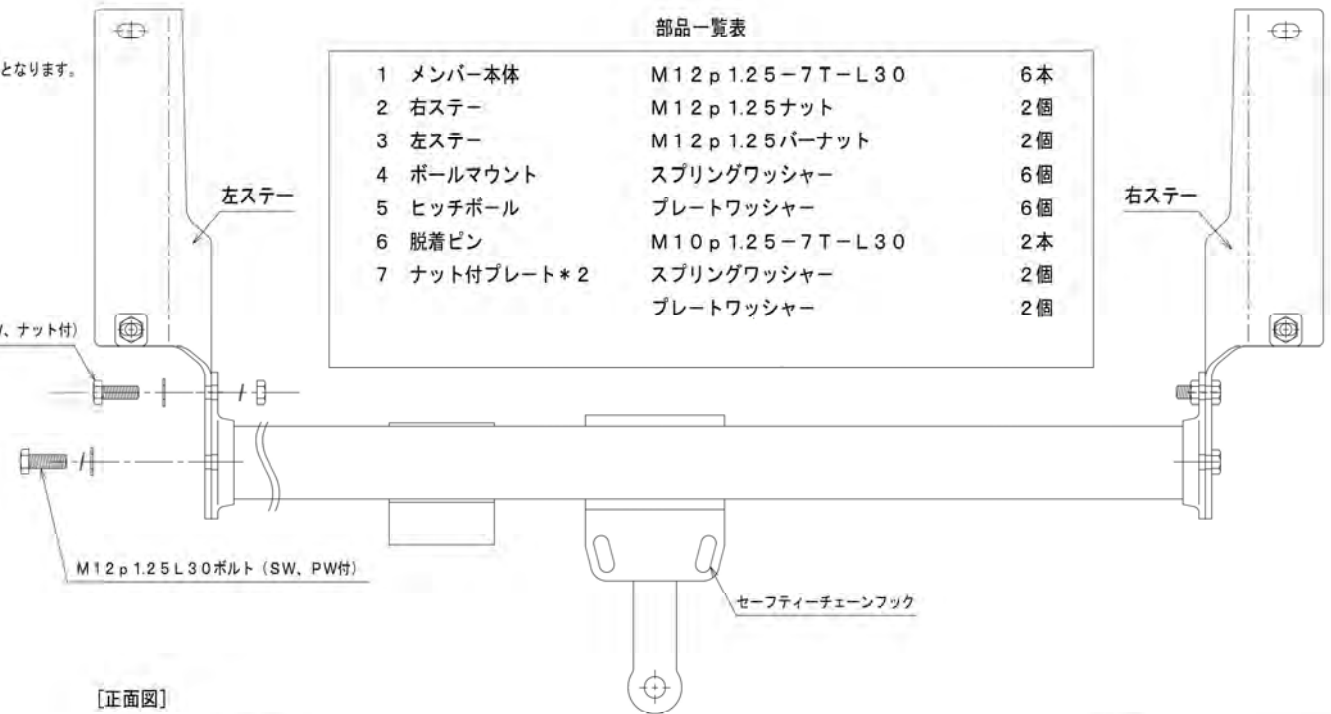 部品一覧表
となります。
1 メンバー本体 M12p1.25-7T-L30 6本
2 右ステー M12p1.25ナット 2個
3 左ステー M12p1.25バーナット 2個
4 ボールマウント スプリングワッシャー 6個
5 ヒッチボール プレートワッシャー 6個
6 脱着ピン M10p1.25-7T-L30 2本
7 ナット付プレート*2 スプリングワッシャー 2個
プレートワッシャー 2個
左ステー
右ステー
、ナット付)
M12p1.25L30ボルト(SW、PW付)
セーフティーチェーンフック
[正面図]